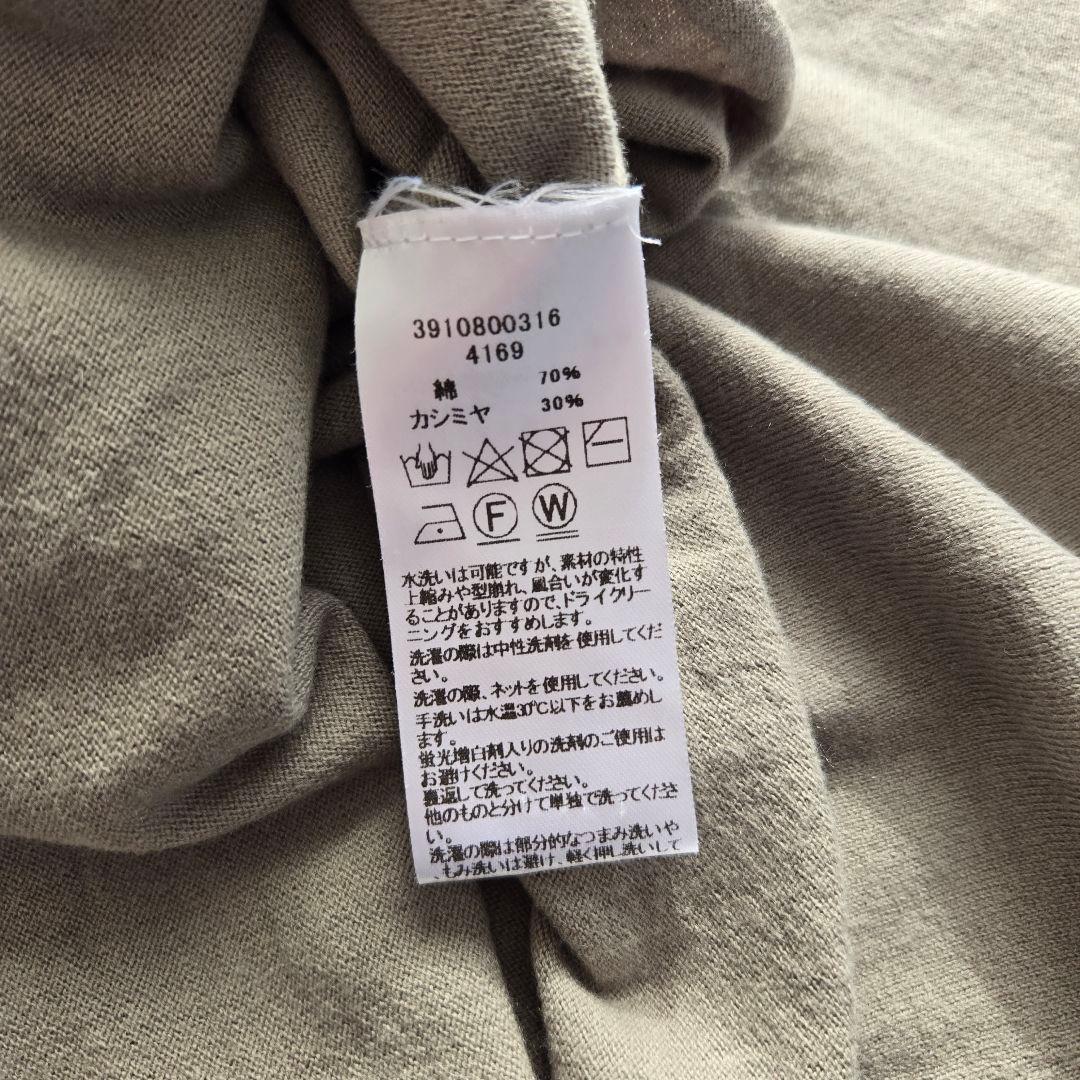 3910800316
4169
綿 70%
カシミヤ 30%
F W
水洗いは可能ですが、素材の特性
上縮みや型崩れ、風合いが変化す
ることがありますので、ドライクリー
ニングをおすすめします。
洗濯の際は中性洗剤を使用してくだ
さい。
洗濯の際、ネットを使用してください。
手洗いは水温30℃以下をお薦めし
ます。
蛍光増白剤入りの洗剤のご使用は
お避けください。
裏返して洗ってください。
他のものと分けて単独で洗ってくださ
い。
洗濯の際は部分的なつまみ洗いや
、もみ洗いは避け、軽く押し洗いして